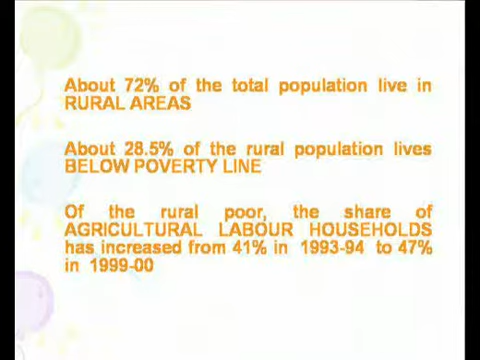 About 72% of the total population live in
RURAL AREAS
About 28.5% of the rural population lives
BELOW POVERTY LINE
Of the rural poor, the share of
AGRICULTURAL LABOUR HOUSEHOLDS
has increased from 41% in 1993-94 to 47%
in 1999-00